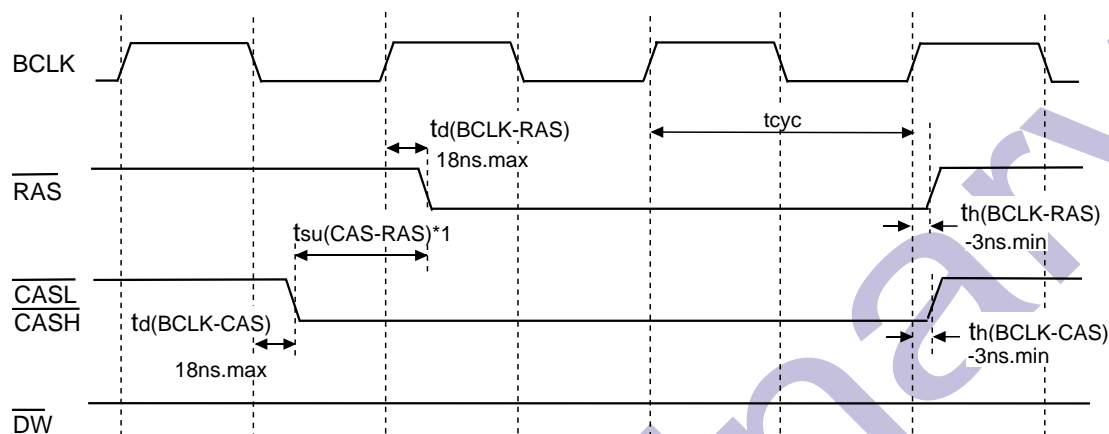 BCLK
td(BCLK-RAS)
18ns.max
tcyc
RAS
tsu(CAS-RAS)*1
th(BCLK-RAS)
-3ns.min
CASL
CASH
td(BCLK-CAS)
18ns.max
th(BCLK-CAS)
-3ns.min
DW